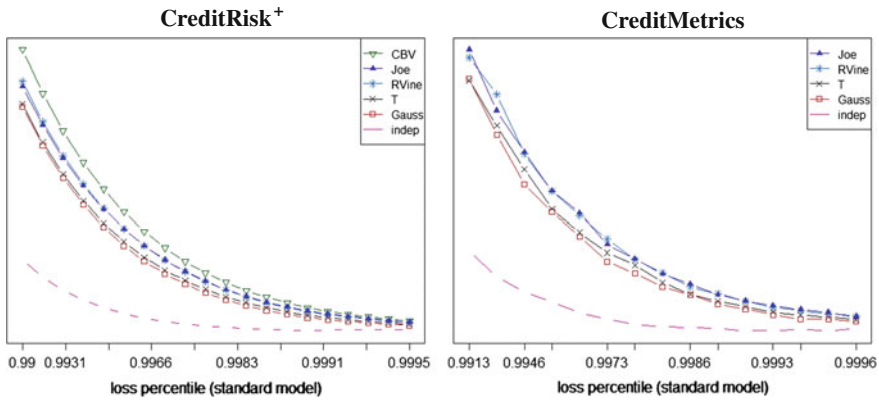 CreditRisk+
CBV
Joe
RVine
T
Gauss
indep
0.99 0.9931 0.9966 0.9983 0.9991 0.9995
loss percentile (standard model)
CreditMetrics
Joe
RVine
T
Gauss
indep
0.9913 0.9946 0.9973 0.9986 0.9993 0.9996
loss percentile (standard model)